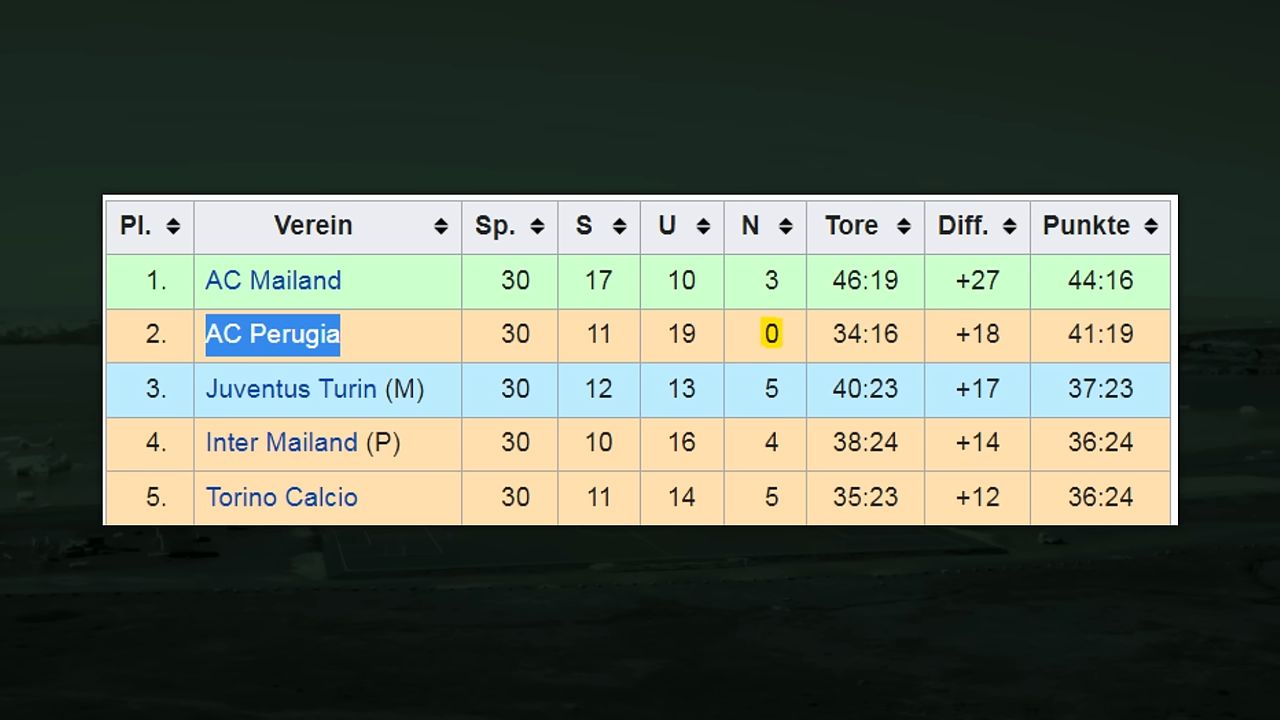 Pl. Verein Sp. S U N Tore Diff. Punkte
1. AC Mailand 30 17 10 3 46:19 +27 44:16
2. AC Perugia 30 11 19 0 34:16 +18 41:19
3. Juventus Turin (M) 30 12 13 5 40:23 +17 37:23
4. Inter Mailand (P) 30 10 16 4 38:24 +14 36:24
5. Torino Calcio 30 11 14 5 35:23 +12 36:24